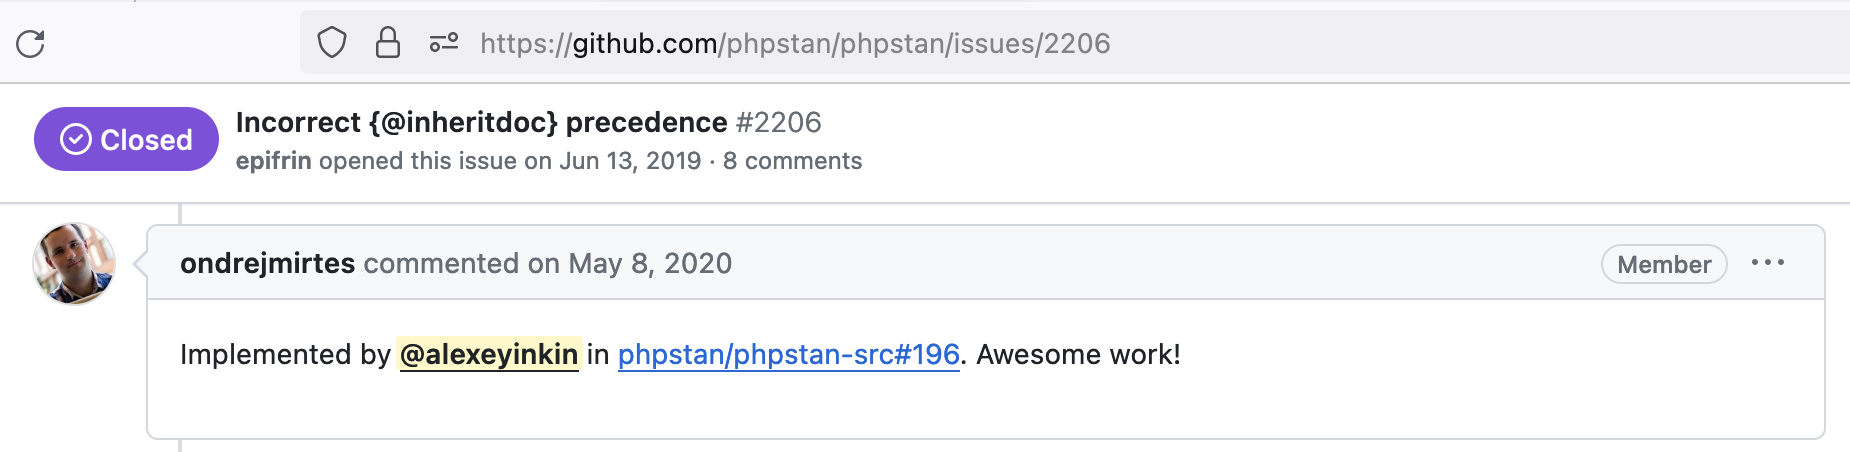 https://github.com/phpstan/phpstan/issues/2206
Closed
Incorrect {@inheritdoc} precedence #2206
epifrin opened this issue on Jun 13, 2019 · 8 comments
ondrejmirtes commented on May 8, 2020
Member
Implemented by @alexeyinkin in phpstan/phpstan-src#196. Awesome work!